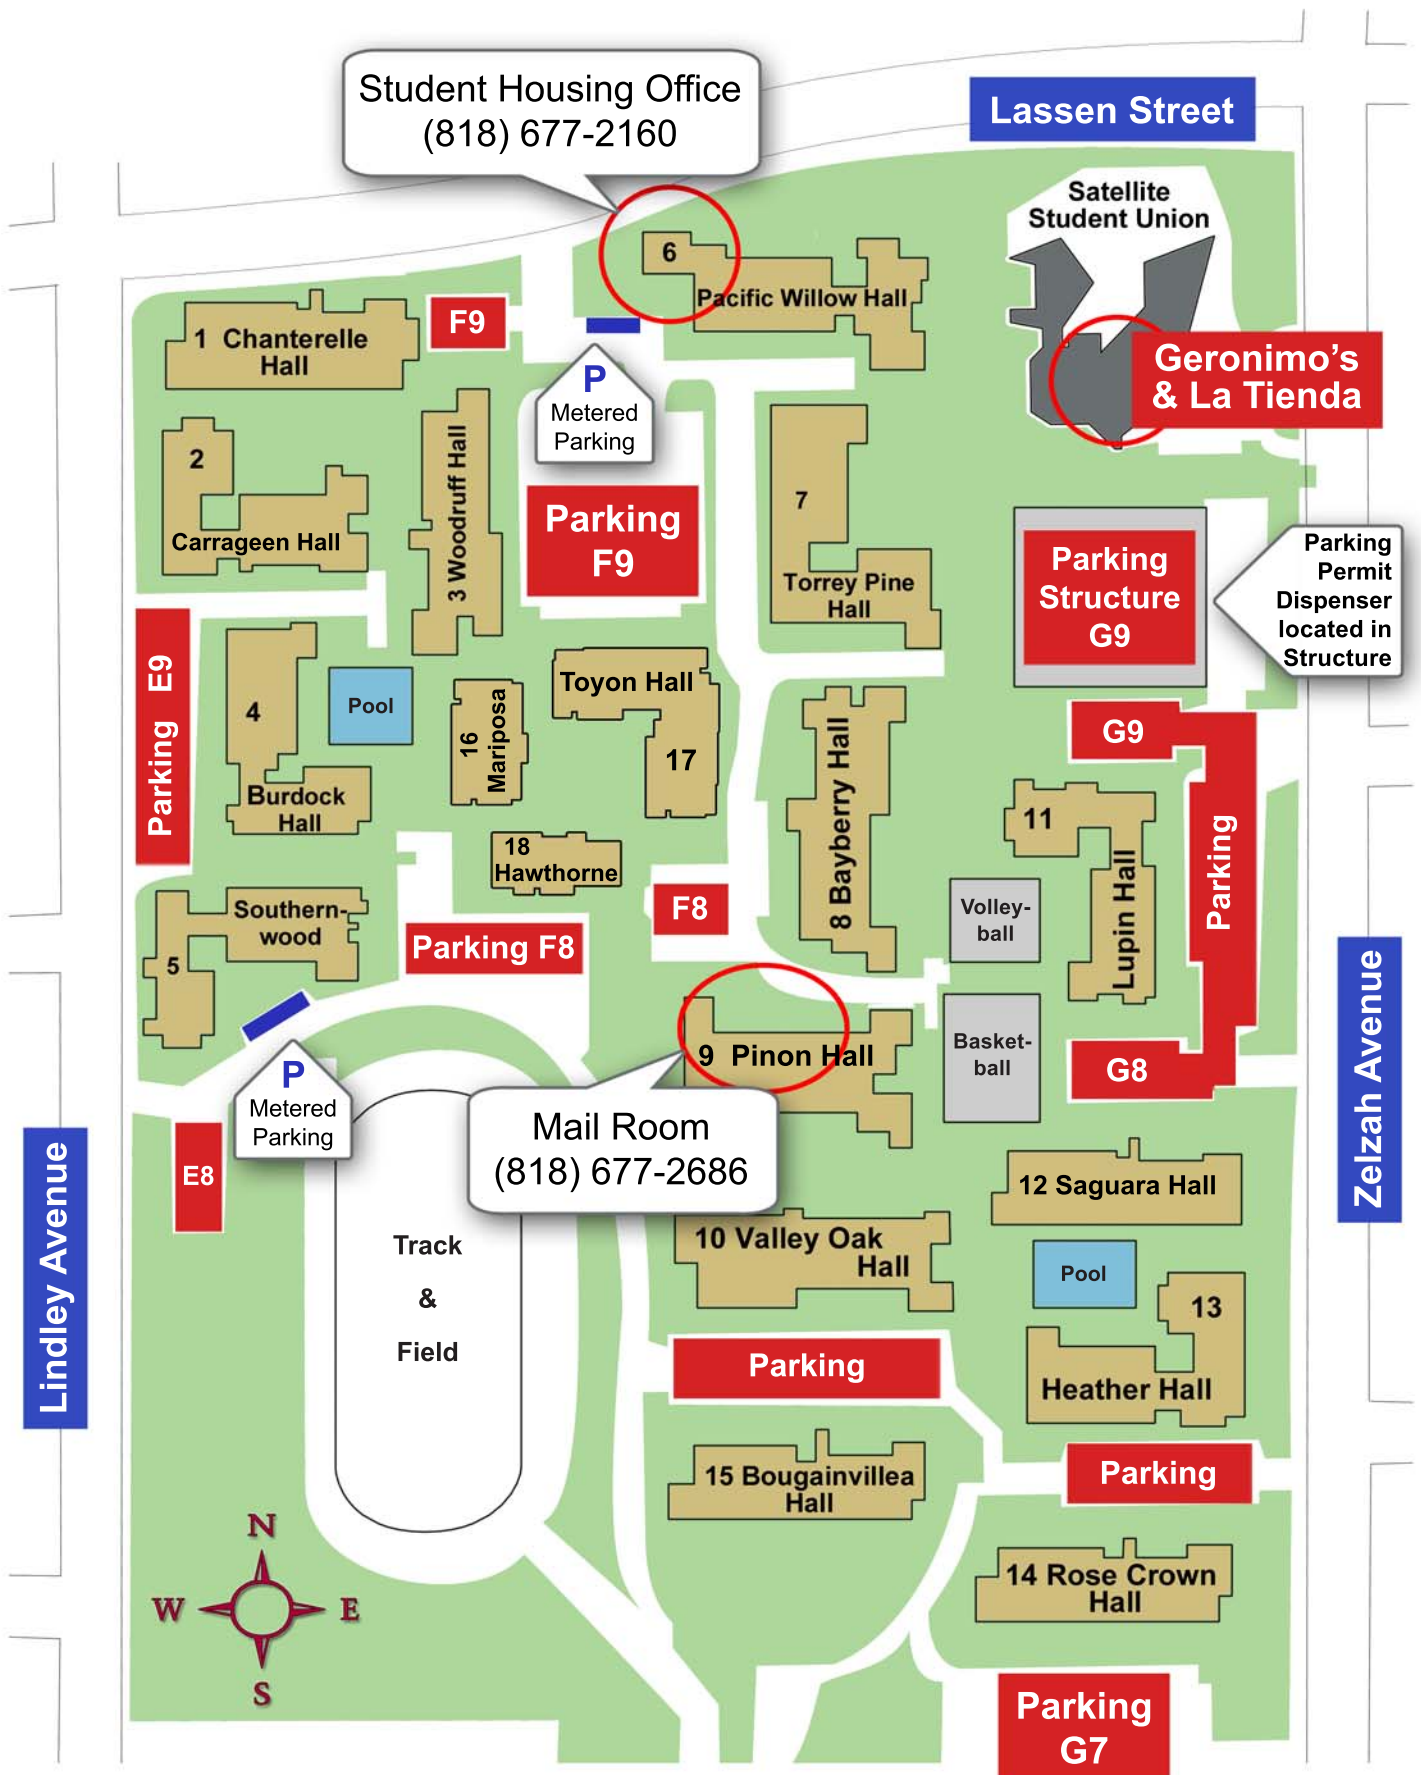 Student Housing Office
(818) 677-2160
Lassen Street
Satellite
Student Union
6
Pacific Willow Hall
1 Chanterelle
Hall
F9
P
Metered
Parking
Geronimo’s
& La Tienda
2
Carrageen Hall
3 Woodruff Hall
Parking
F9
7
Torrey Pine
Hall
Parking
Structure
G9
Parking
Permit
Dispenser
located in
Structure
Parking E9
4
Burdock
Hall
Pool
16
Mariposa
Toyon Hall
17
8 Bayberry Hall
G9
11
Lupin Hall
Parking
18
Hawthorne
F8
Volley-
ball
Southern-
wood
5
Parking F8
Zelzah Avenue
9 Pinon Hall
Basket-
ball
G8
P
Metered
Parking
Mail Room
(818) 677-2686
Lindley Avenue
E8
12 Saguara Hall
Track
&
Field
10 Valley Oak
Hall
Pool
13
Heather Hall
Parking
15 Bougainvillea
Hall
Parking
N
W
E
S
14 Rose Crown
Hall
Parking
G7